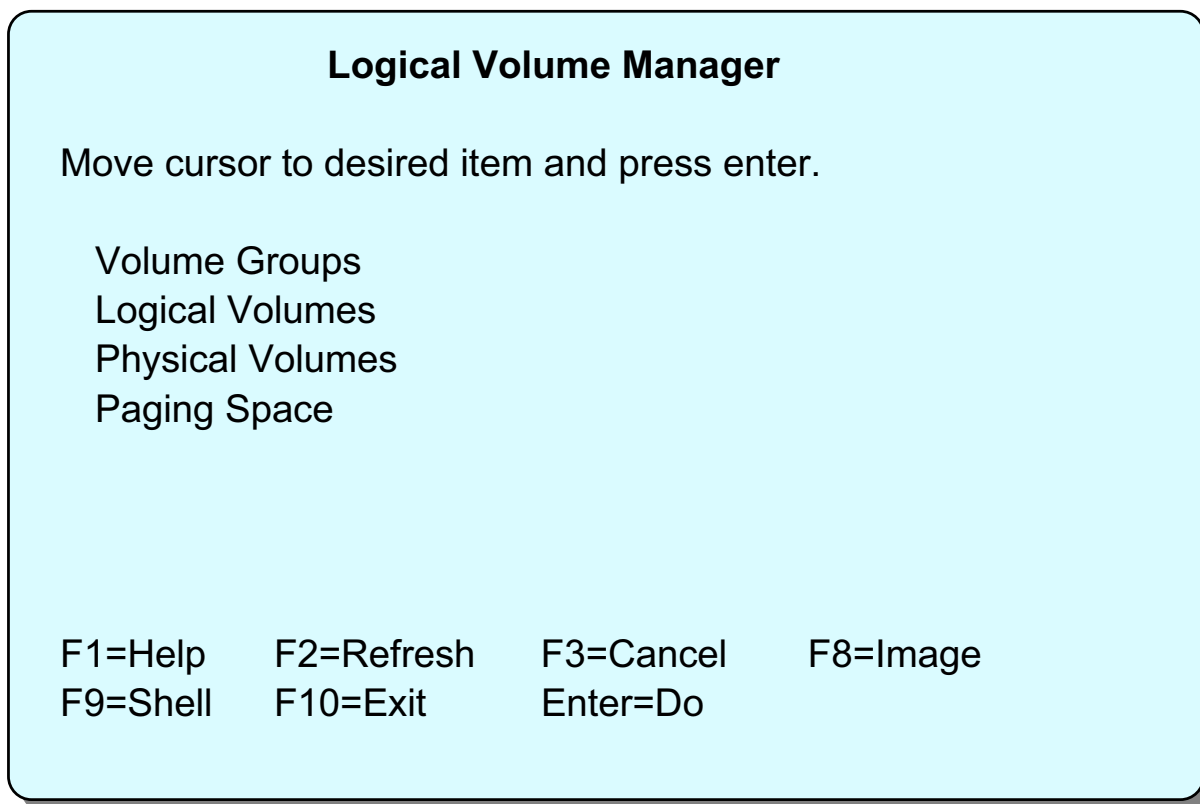 Logical Volume Manager
Move cursor to desired item and press enter.
Volume Groups
Logical Volumes
Physical Volumes
Paging Space
F1=Help F2=Refresh F3=Cancel F8=Image
F9=Shell F10=Exit Enter=Do